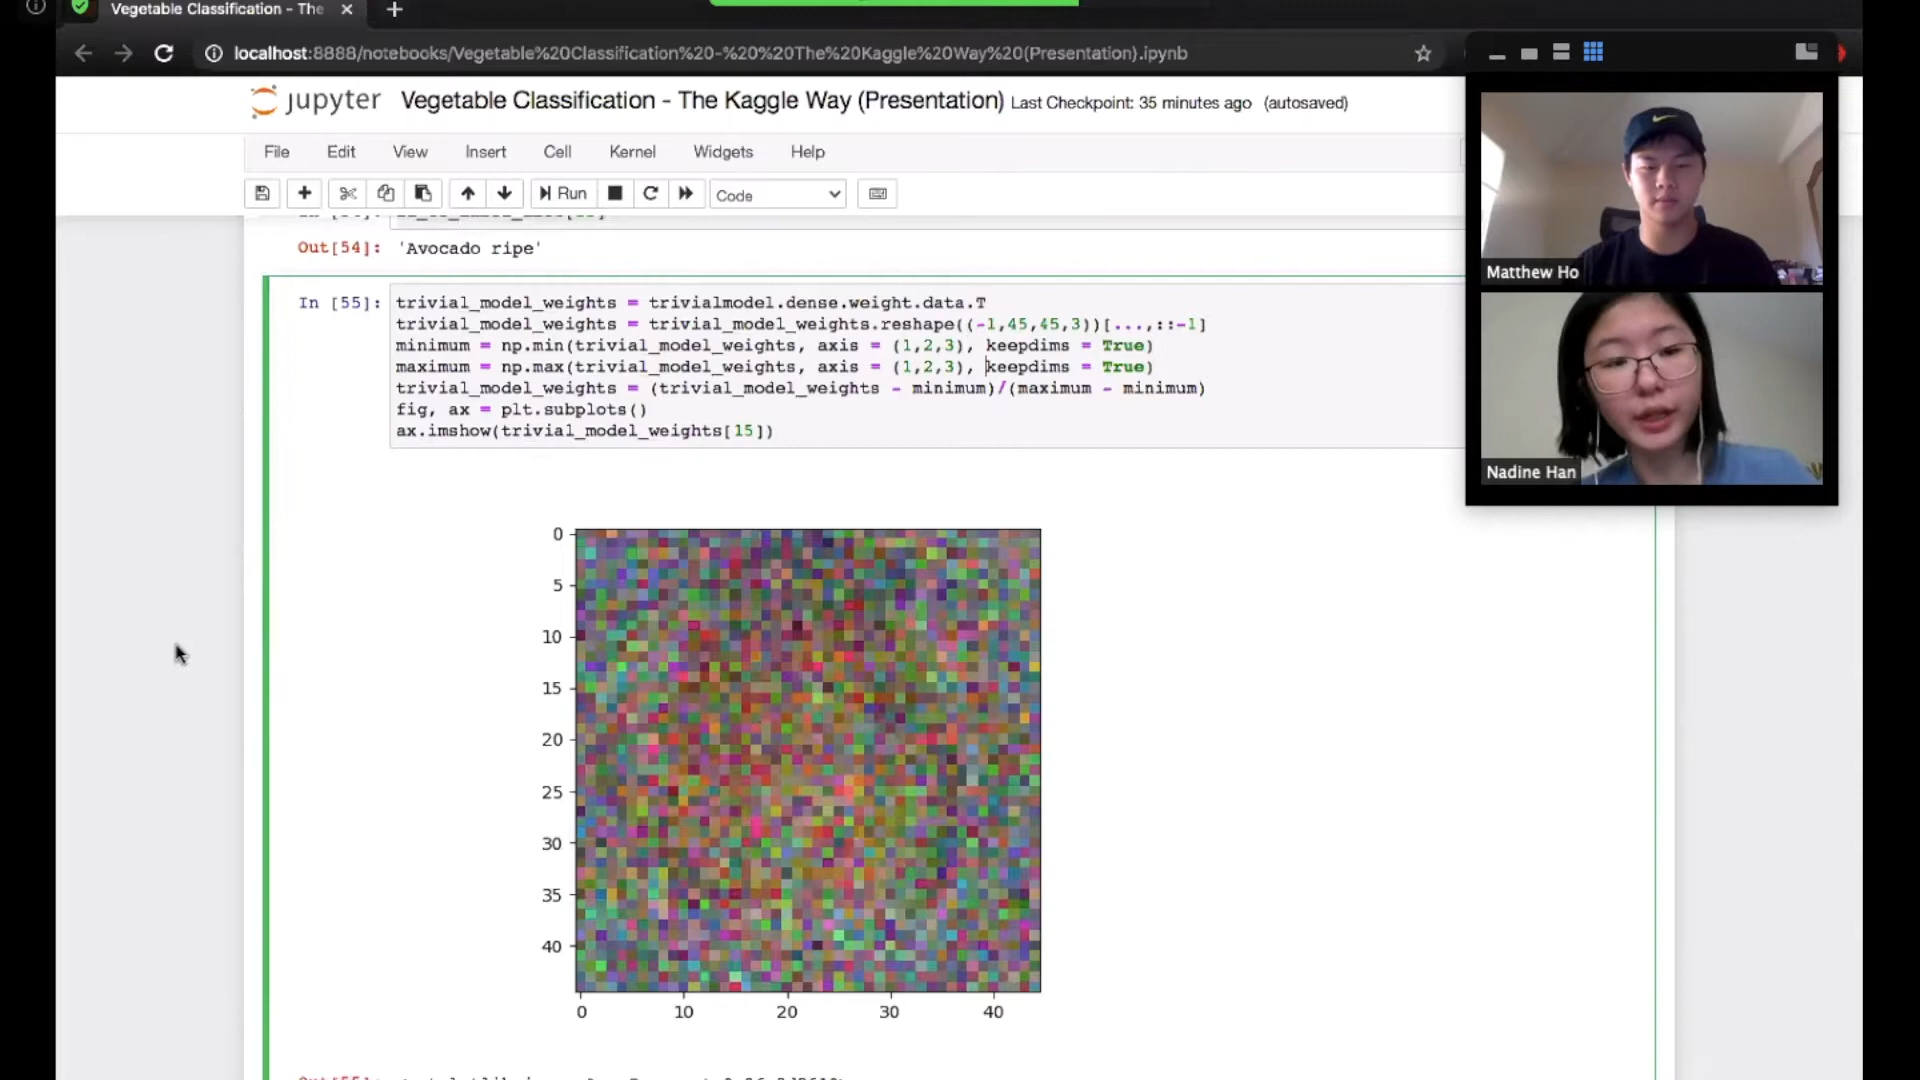 Vegetable Classification - The
localhost:8888/notebooks/Vegetable%20Classification%20-%20%20The%20Kaggle%20Way%20(Presentation).ipynb
jupyter Vegetable Classification - The Kaggle Way (Presentation) Last Checkpoint: 35 minutes ago (autosaved)
File Edit View Insert Cell Kernel Widgets Help
Run Code
Out[54]: 'Avocado ripe'
In [55]: trivial_model_weights = trivialmodel.dense.weight.data.T
trivial_model_weights = trivial_model_weights.reshape((-1,45,45,3))[...,::-1]
minimum = np.min(trivial_model_weights, axis = (1,2,3), keepdims = True)
maximum = np.max(trivial_model_weights, axis = (1,2,3), keepdims = True)
trivial_model_weights = (trivial_model_weights - minimum)/(maximum - minimum)
fig, ax = plt.subplots()
ax.imshow(trivial_model_weights[15])
0
5
10
15
20
25
30
35
40
0 10 20 30 40
Matthew Ho
Nadine Han